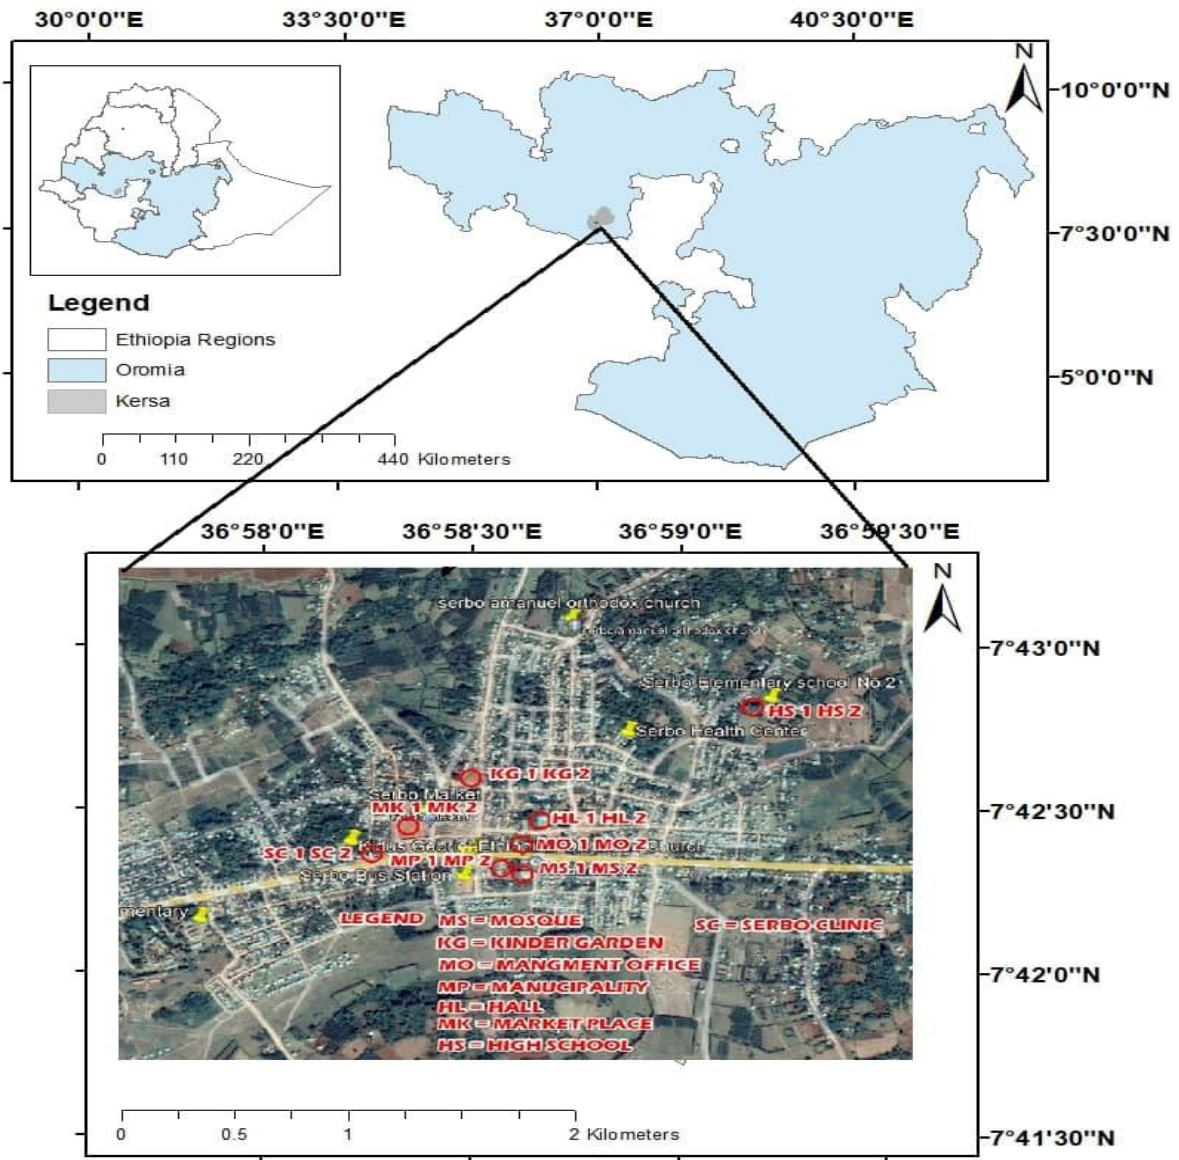 30°0'0"E 33°30'0"E 37°0'0"E 40°30'0"E
N
10°0'0"N
7°30'0"N
5°0'0"N
Legend
Ethiopia Regions
Oromia
Kersa
0 110 220 440 Kilometers
36°58'0"E 36°58'30"E 36°59'0"E 36°59'30"E
N
serbo amanuel orthodox church
serbo amanuel orthodox church
Serbo Elementary school No 2
HS 1 HS 2
Serbo Health Center
KG 1 KG 2
Serbo Market
MK 1 MK 2
HL 1 HL 2
MO 1 MO 2
church
SC 1 SC 2
MP 1 MP 2
MS 1 MS 2
Serbo Bus Station
mentary
LEGEND MS = MOSQUE
SC = SERBO CLINIC
KG = KINDER GARDEN
MO = MANGMENT OFFICE
MP = MANUCIPALITY
HL = HALL
MK = MARKET PLACE
HS = HIGH SCHOOL
7°43'0"N
7°42'30"N
7°42'0"N
7°41'30"N
0 0.5 1 2 Kilometers